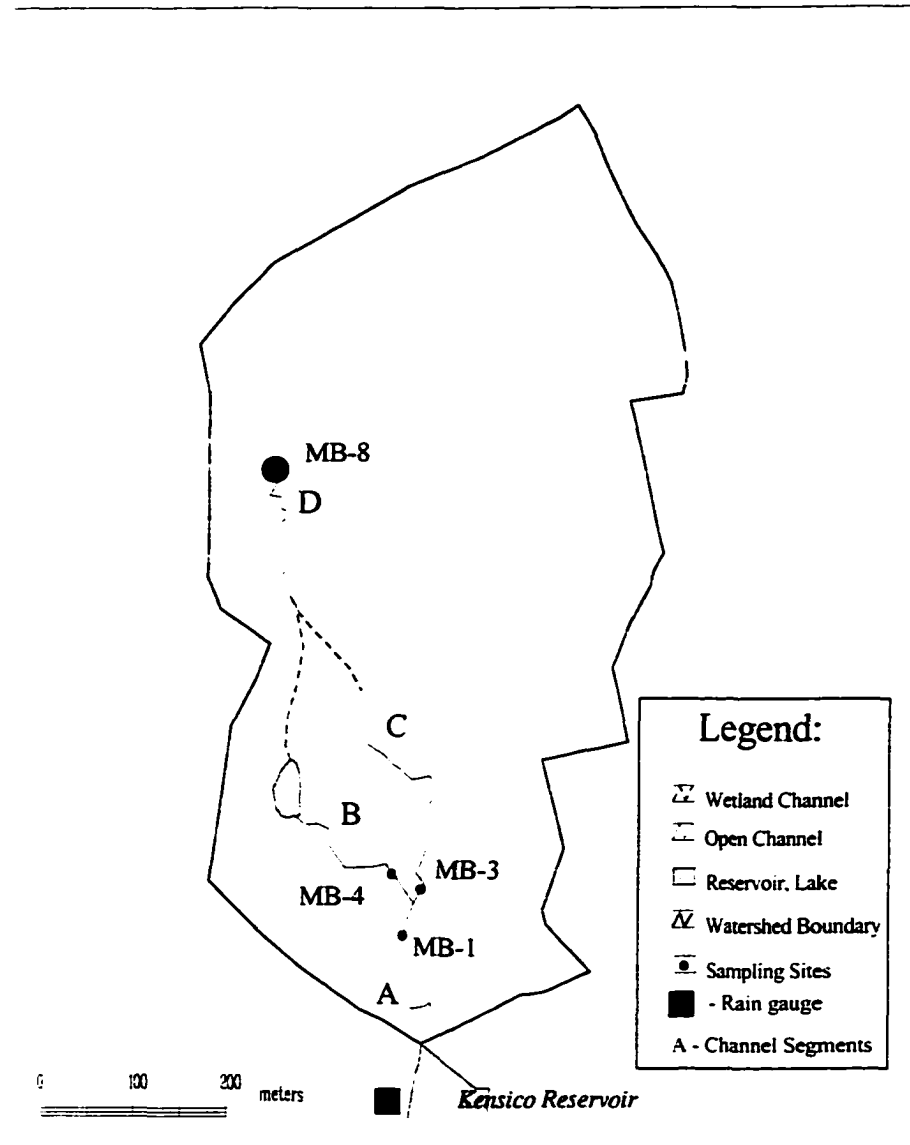 MB-8
D
C
B
MB-3
MB-4
MB-1
A
Legend:
Wetland Channel
Open Channel
Reservoir, Lake
Watershed Boundary
Sampling Sites
- Rain gauge
A - Channel Segments
0 100 200 meters
Kensico Reservoir